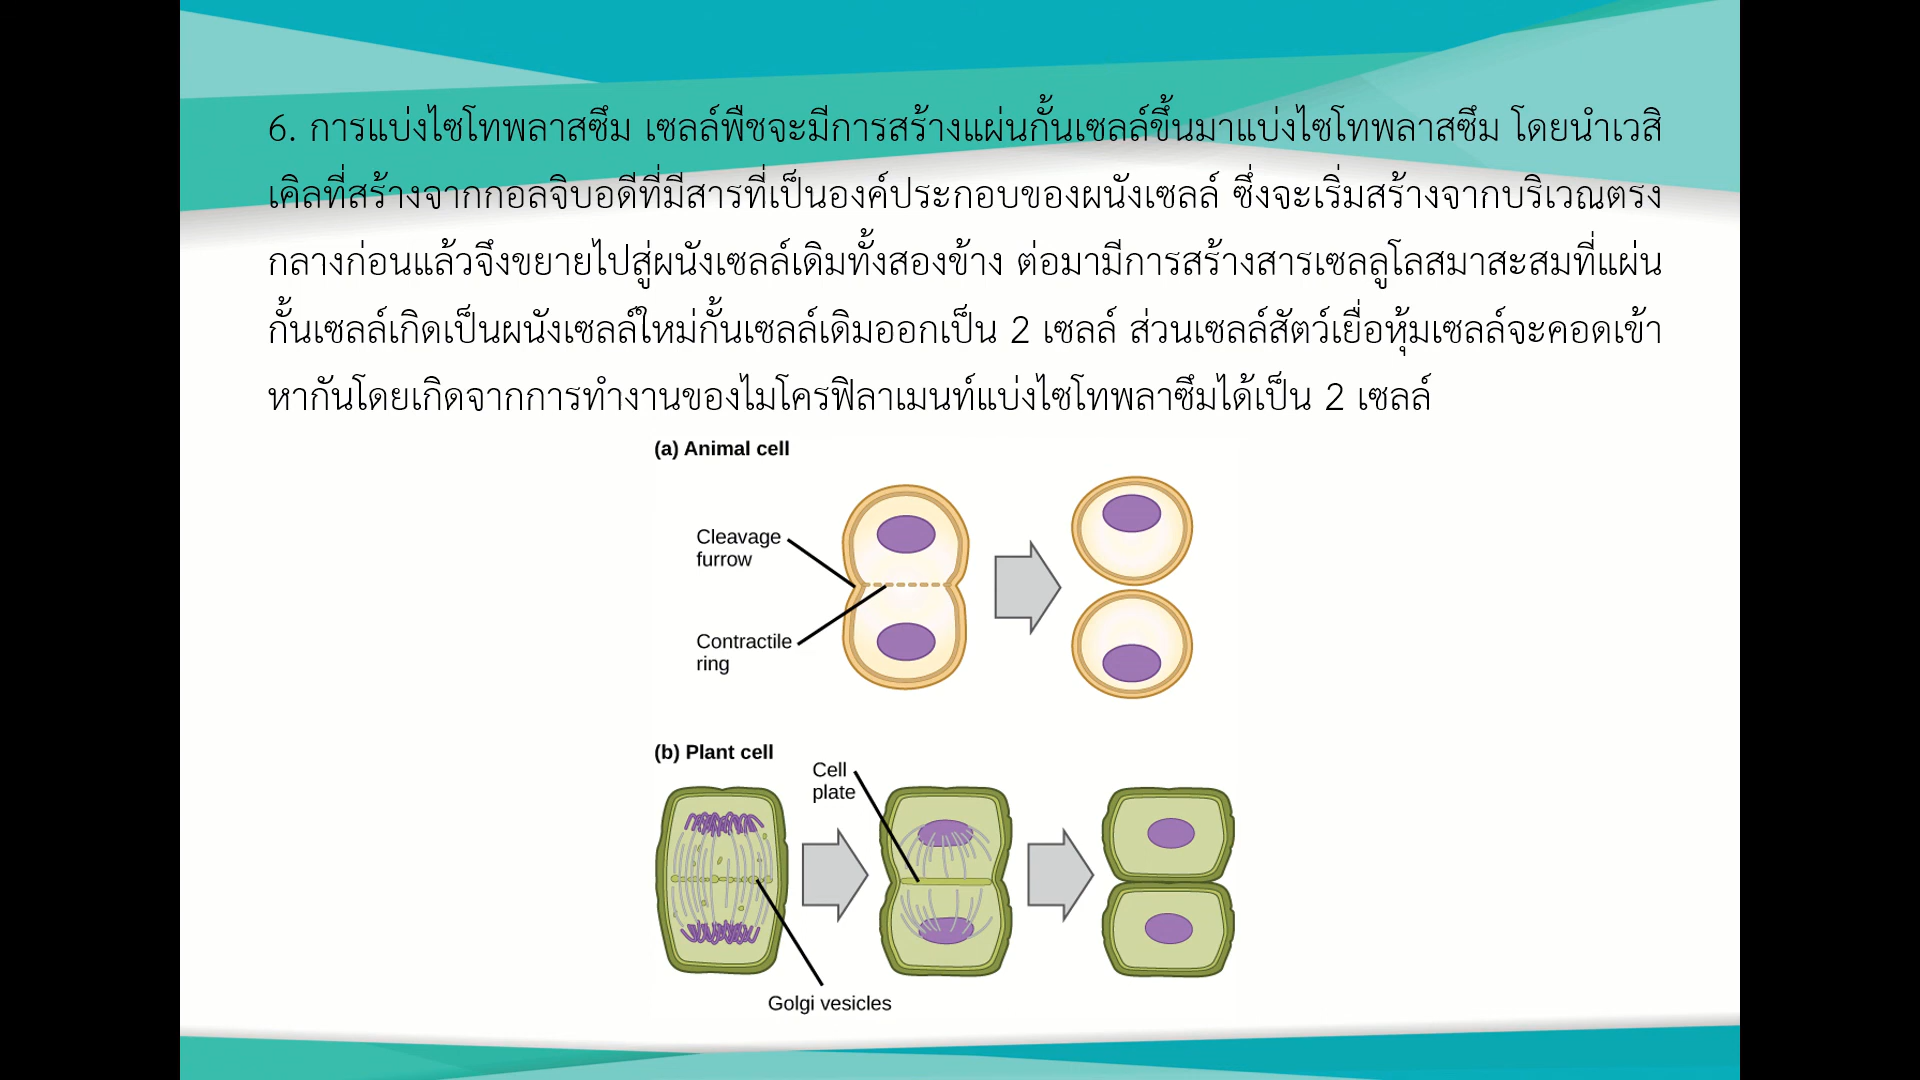 6. การแบ่งไซโทพลาสซึม เซลล์พืชจะมีการสร้างแผ่นกั้นเซลล์ขึ้นมาแบ่งไซโทพลาสซึม โดยนำเวสิ
เคิลที่สร้างจากกอลจิบอดีที่มีสารที่เป็นองค์ประกอบของผนังเซลล์ ซึ่งจะเริ่มสร้างจากบริเวณตรง
กลางก่อนแล้วจึงขยายไปสู่ผนังเซลล์เดิมทั้งสองข้าง ต่อมามีการสร้างสารเซลลูโลสมาสะสมที่แผ่น
กั้นเซลล์เกิดเป็นผนังเซลล์ใหม่กั้นเซลล์เดิมออกเป็น 2 เซลล์ ส่วนเซลล์สัตว์เยื่อหุ้มเซลล์จะคอดเข้า
หากันโดยเกิดจากการทำงานของไมโครฟิลาเมนท์แบ่งไซโทพลาซึมได้เป็น 2 เซลล์
(a) Animal cell
Cleavage
furrow
Contractile
ring
(b) Plant cell
Cell
plate
Golgi vesicles